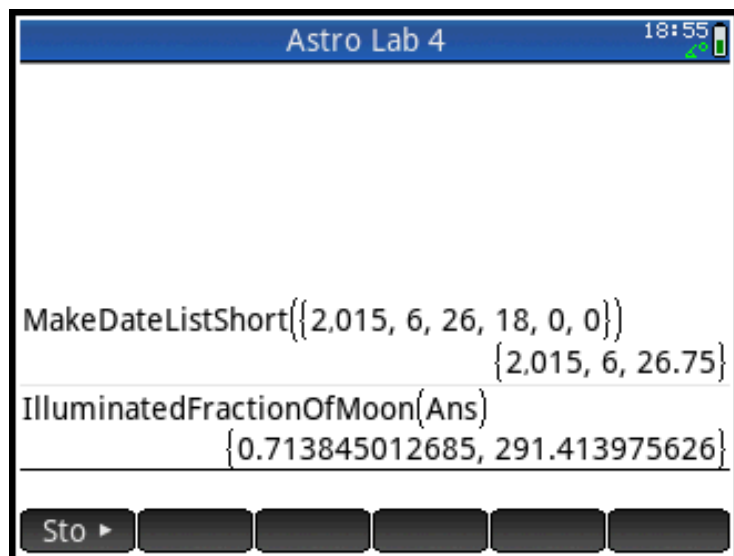 Astro Lab 4
18:55
MakeDateListShort({2,015, 6, 26, 18, 0, 0})
{2,015, 6, 26.75}
IlluminatedFractionOfMoon(Ans)
{0.713845012685, 291.413975626}
Sto ►